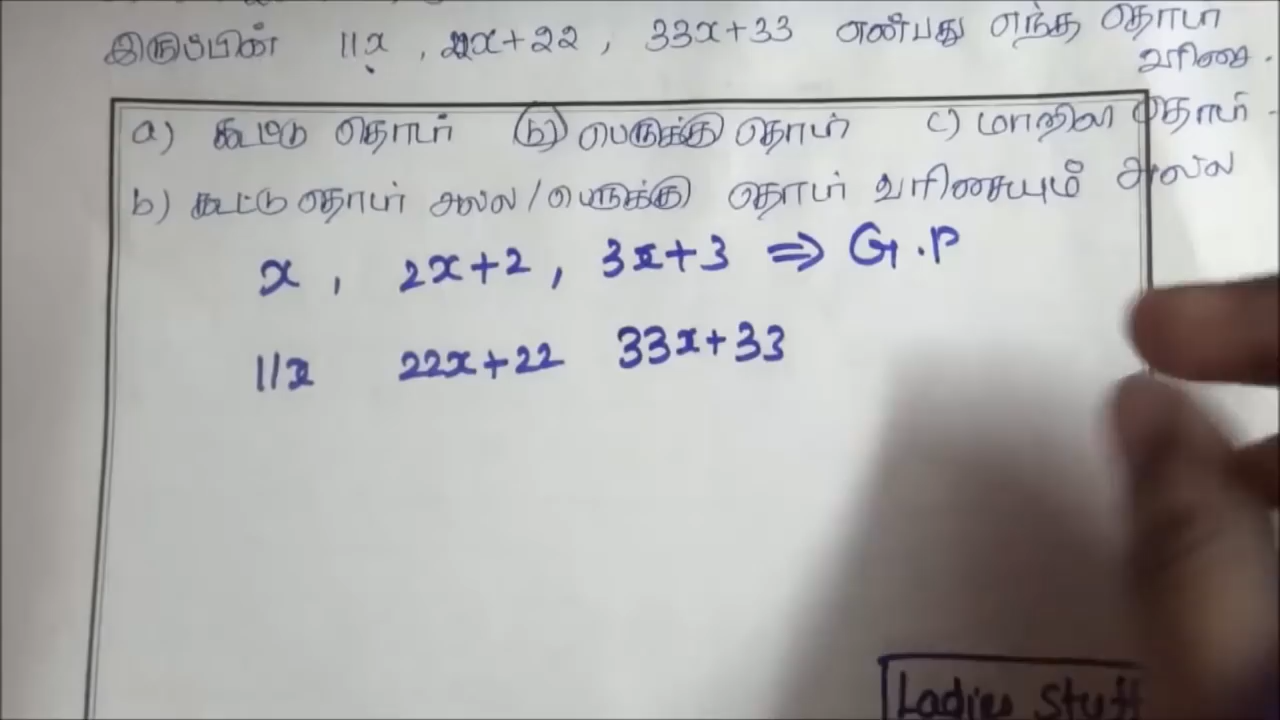 இருப்பின் 11x , 22x+22 , 33x+33 என்பது எந்த தொடர்
வரிசை .
a) கூட்டு தொடர் b) பெருக்கு தொடர் c) மாறிலி தொடர்
b) கூட்டு தொடர் அல்ல / பெருக்கு தொடர் வரிசையும் அல்ல
x , 2x+2 , 3x+3 ⇒ G.P
11x 22x+22 33x+33
Ladies Stuff